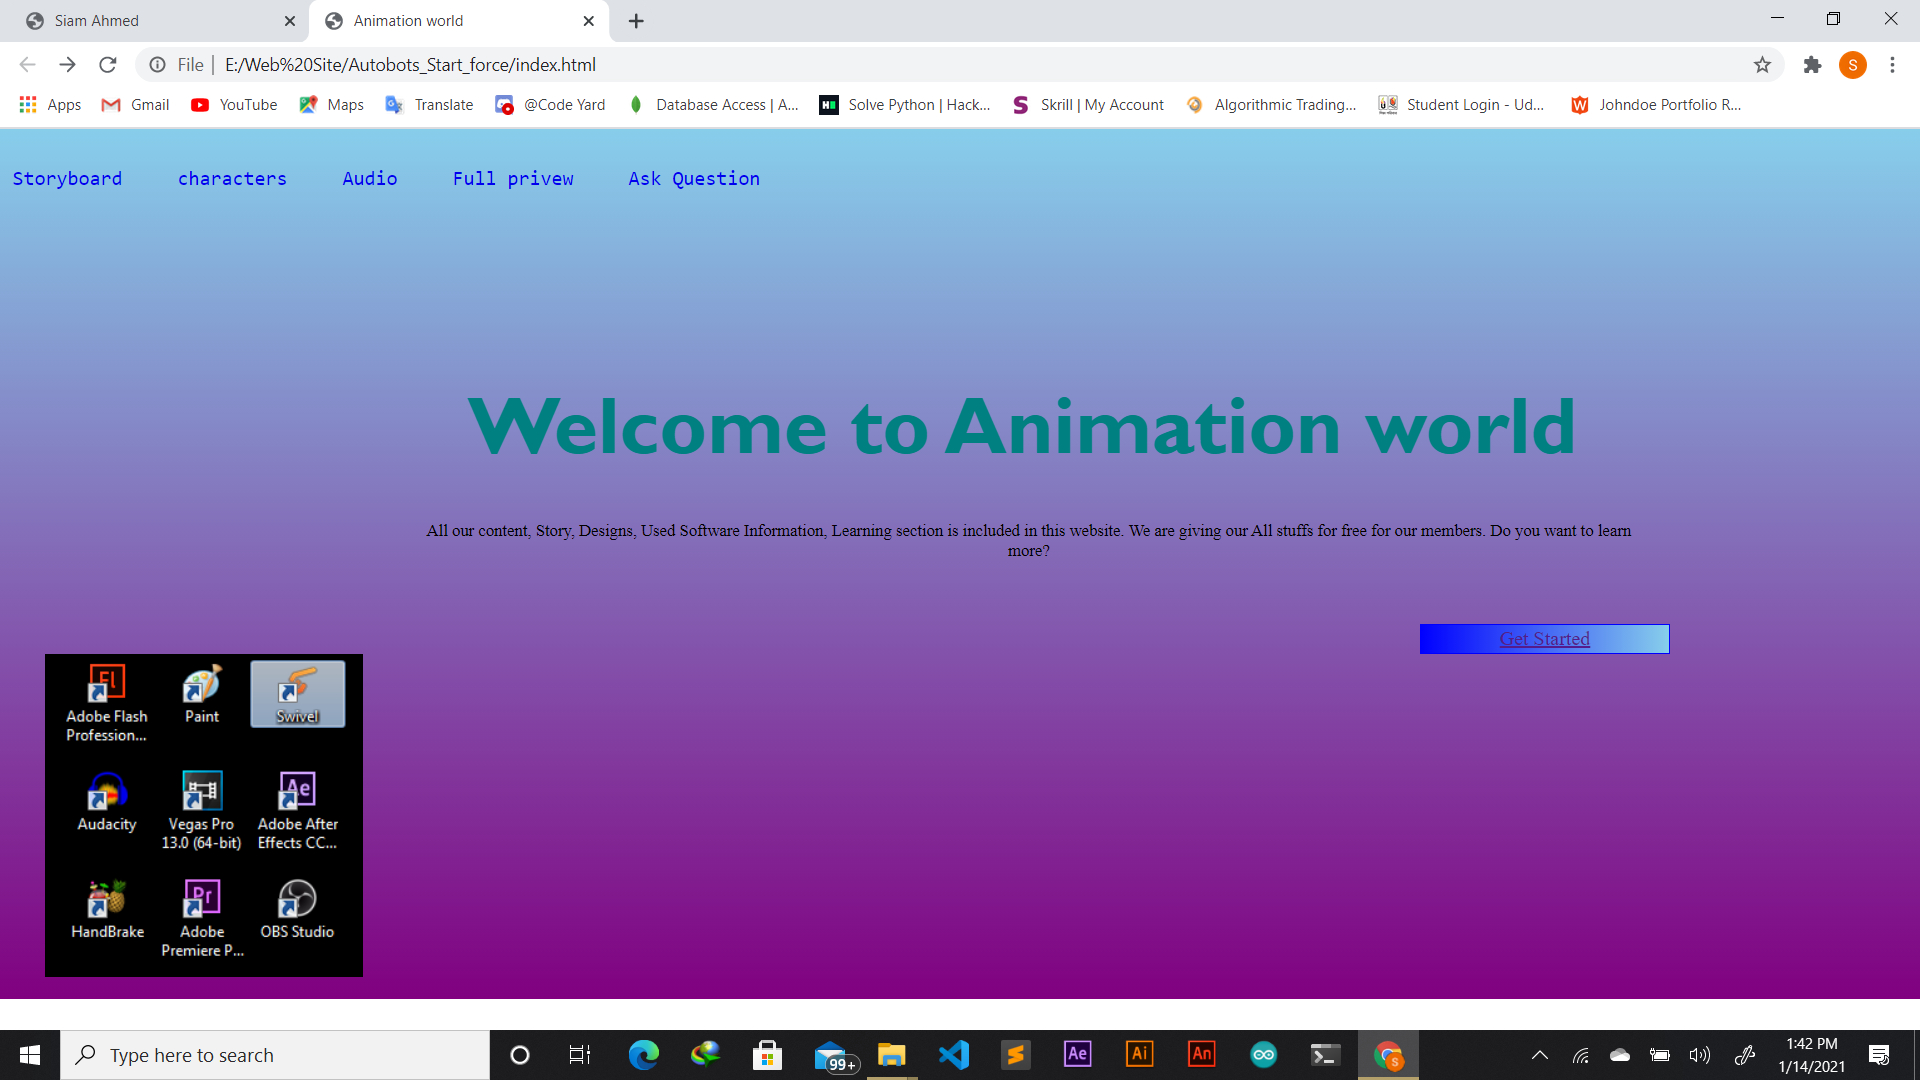 Siam Ahmed
Animation world
File | E:/Web%20Site/Autobots_Start_force/index.html
S
Apps Gmail YouTube Maps Translate @Code Yard Database Access | A... Solve Python | Hack... Skrill | My Account Algorithmic Trading... Student Login - Ud... Johndoe Portfolio R...
Storyboard characters Audio Full privew Ask Question
Welcome to Animation world
All our content, Story, Designs, Used Software Information, Learning section is included in this website. We are giving our All stuffs for free for our members. Do you want to learn
more?
Get Started
Adobe Flash
Profession...
Paint
Swivel
Audacity
Vegas Pro
13.0 (64-bit)
Adobe After
Effects CC...
HandBrake
Adobe
Premiere P...
OBS Studio
Type here to search
99+
1:42 PM
1/14/2021